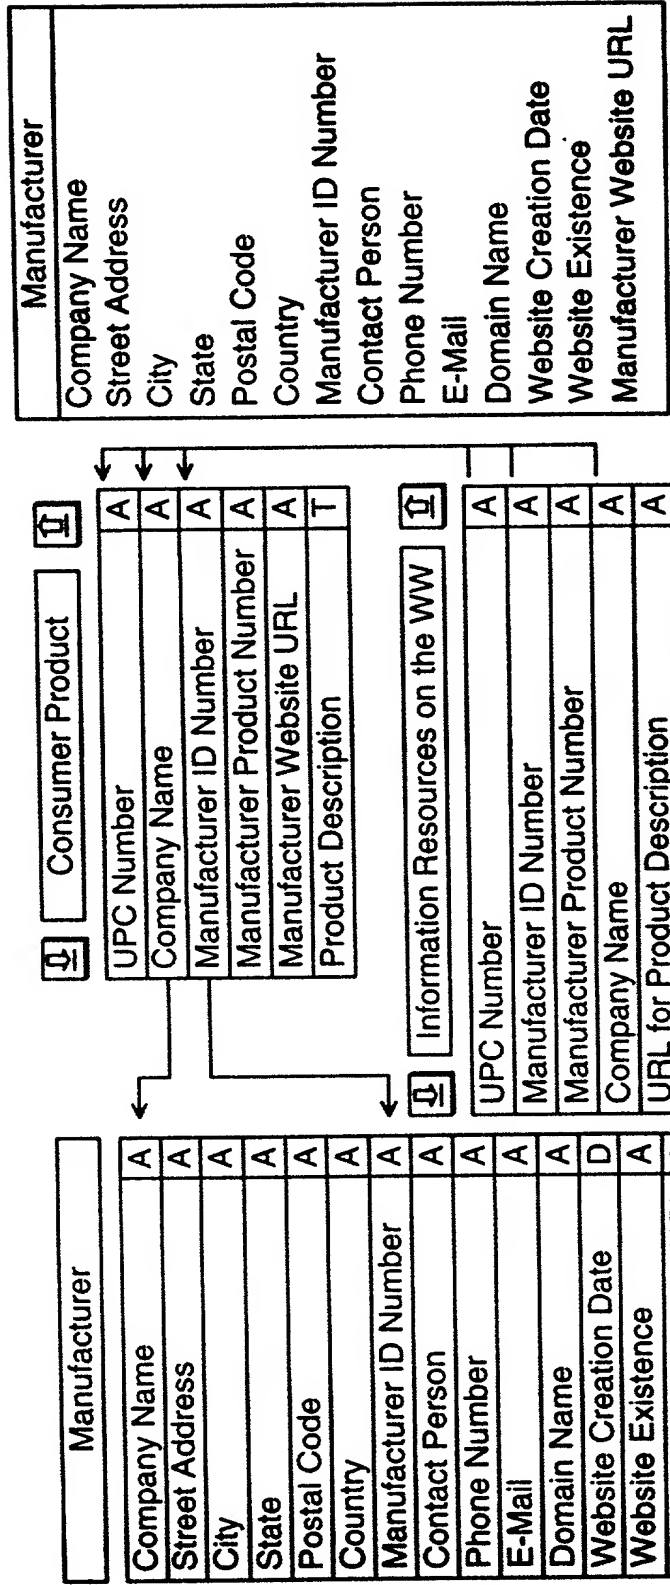 Manufacturer
Company Name A
Street Address A
City A
State A
Postal Code A
Country A
Manufacturer ID Number A
Contact Person A
Phone Number A
E-Mail A
Domain Name A
Website Creation Date D
Website Existence A
Consumer Product
UPC Number A
Company Name A
Manufacturer ID Number A
Manufacturer Product Number A
Manufacturer Website URL A
Product Description T
Information Resources on the WW
UPC Number A
Manufacturer ID Number A
Manufacturer Product Number A
Company Name A
URL for Product Description A
Manufacturer
Company Name
Street Address
City
State
Postal Code
Country
Manufacturer ID Number
Contact Person
Phone Number
E-Mail
Domain Name
Website Creation Date
Website Existence
Manufacturer Website URL